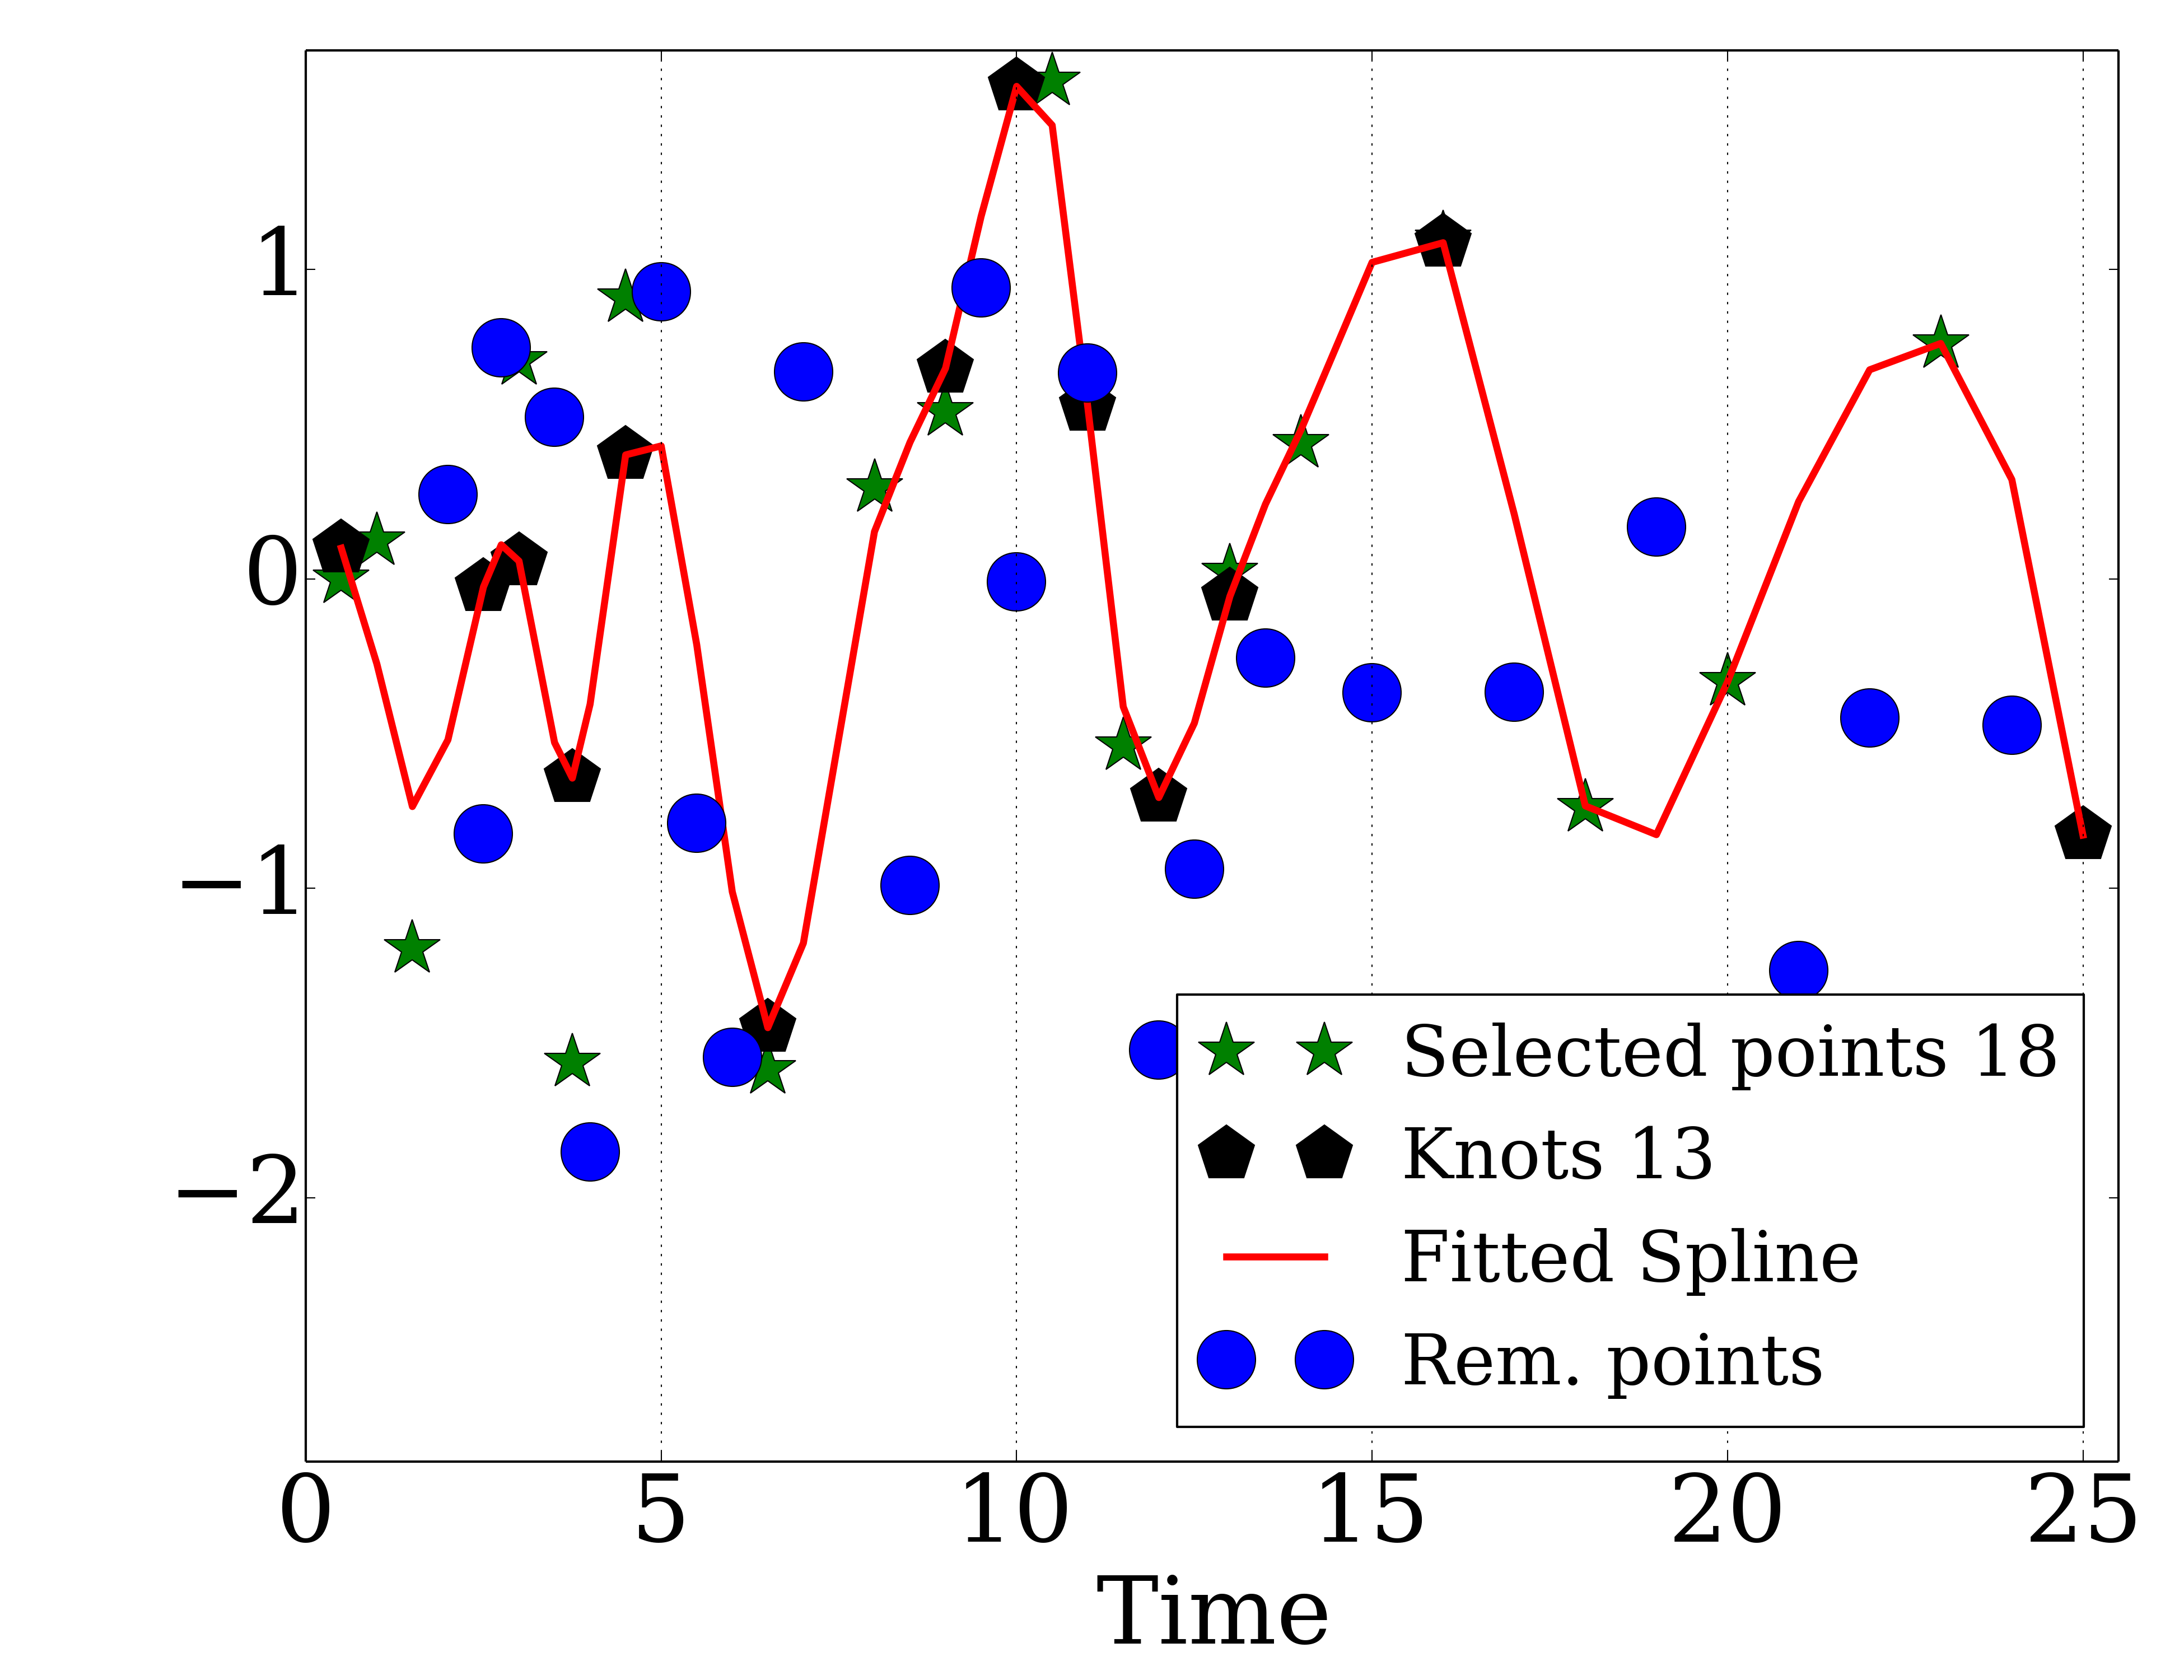 1
0
−1
−2
Selected points 18
Knots 13
Fitted Spline
Rem. points
0 5 10 15 20 25
Time